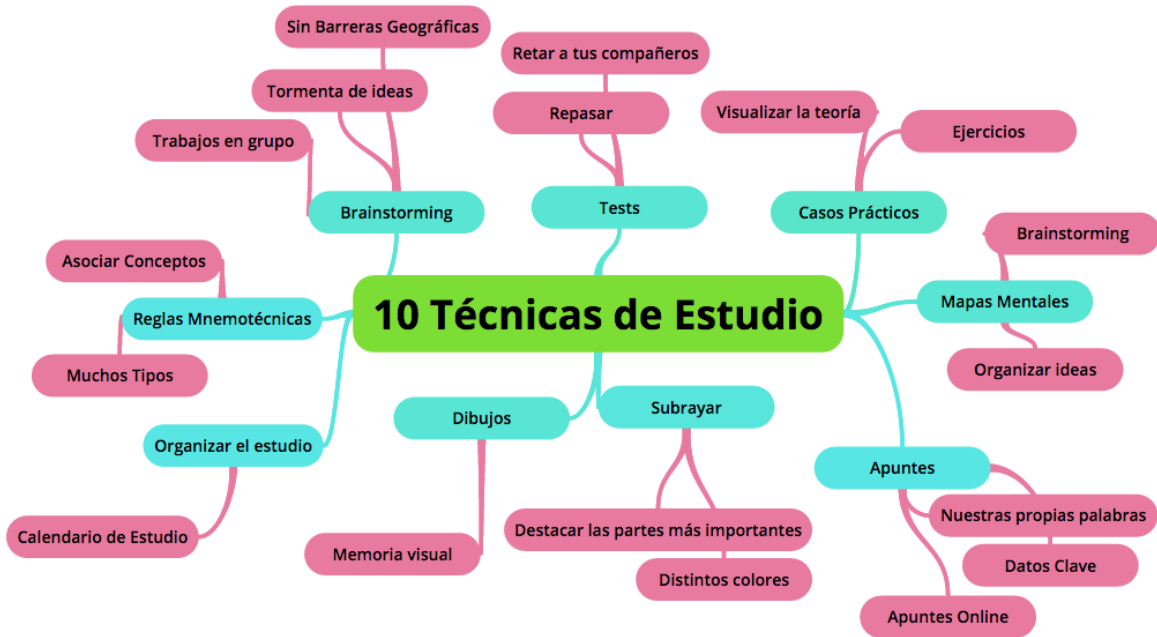 Sin Barreras Geográficas
Retar a tus compañeros
Tormenta de ideas
Repasar
Visualizar la teoría
Ejercicios
Trabajos en grupo
Brainstorming
Tests
Casos Prácticos
Brainstorming
Asociar Conceptos
Reglas Mnemotécnicas
10 Técnicas de Estudio
Mapas Mentales
Muchos Tipos
Organizar ideas
Dibujos
Subrayar
Organizar el estudio
Apuntes
Calendario de Estudio
Memoria visual
Destacar las partes más importantes
Nuestras propias palabras
Distintos colores
Datos Clave
Apuntes Online